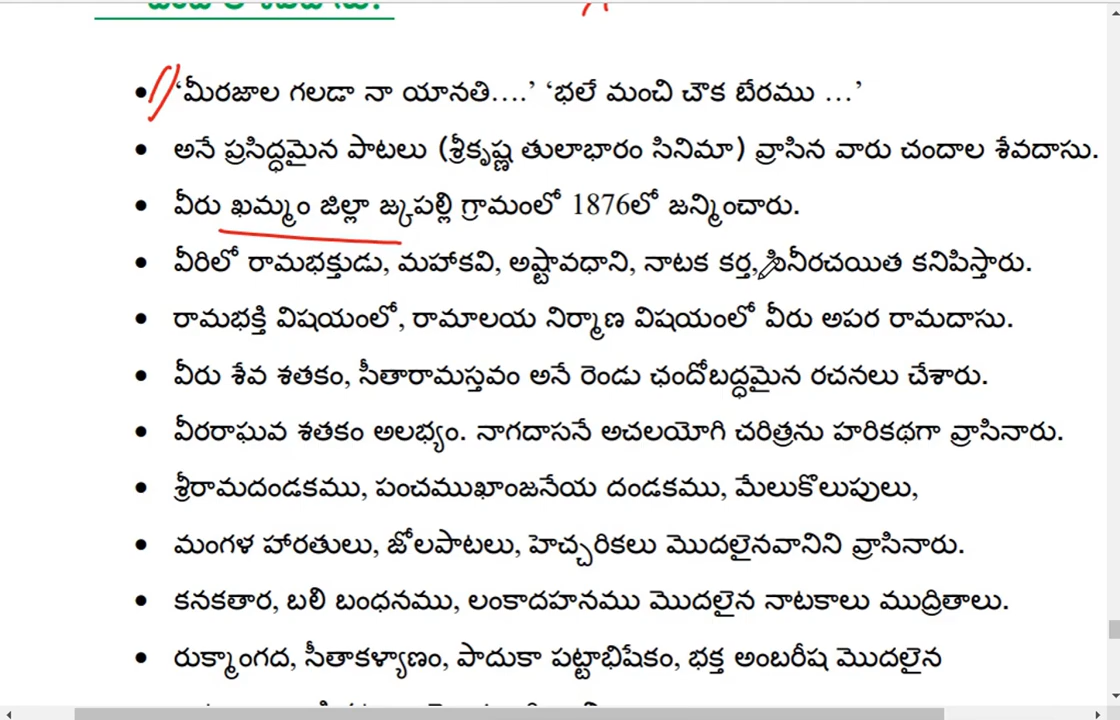 • ‘మీరజాల గలడా నా యానతి....’ ‘భలే మంచి చౌక బేరము ...’
• అనే ప్రసిద్ధమైన పాటలు (శ్రీకృష్ణ తులాభారం సినిమా) వ్రాసిన వారు చందాల శేవదాసు.
• వీరు ఖమ్మం జిల్లా జ్కపల్లి గ్రామంలో 1876లో జన్మించారు.
• వీరిలో రామభక్తుడు, మహాకవి, అష్టావధాని, నాటక కర్త, సినీరచయిత కనిపిస్తారు.
• రామభక్తి విషయంలో, రామాలయ నిర్మాణ విషయంలో వీరు అపర రామదాసు.
• వీరు శేవ శతకం, సీతారామస్తవం అనే రెండు ఛందోబద్ధమైన రచనలు చేశారు.
• వీరరాఘవ శతకం అలభ్యం. నాగదాసనే అచలయోగి చరిత్రను హరికథగా వ్రాసినారు.
• శ్రీరామదండకము, పంచముఖాంజనేయ దండకము, మేలుకొలుపులు,
• మంగళ హారతులు, జోలపాటలు, హెచ్చరికలు మొదలైనవానిని వ్రాసినారు.
• కనకతార, బలి బంధనము, లంకాదహనము మొదలైన నాటకాలు ముద్రితాలు.
• రుక్మాంగద, సీతాకళ్యాణం, పాదుకా పట్టాభిషేకం, భక్త అంబరీష మొదలైన